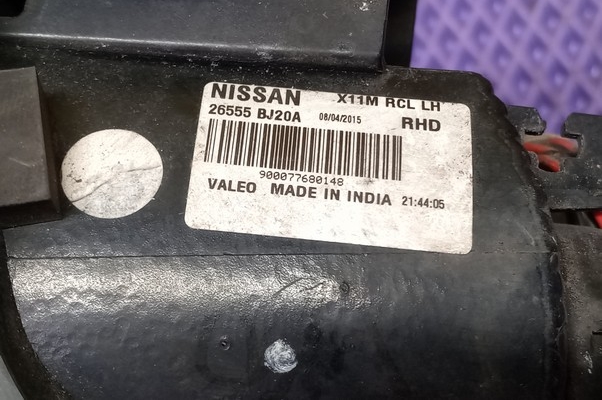 NISSAN X11M RCL LH
26555 BJ20A 08/04/2015 RHD
900077680148
VALEO MADE IN INDIA 21:44:05